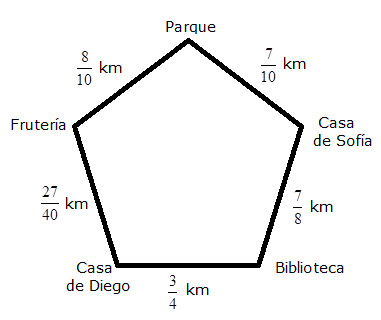 Parque
8/10 km
7/10 km
Frutería
Casa
de Sofía
27/40 km
7/8 km
Casa
de Diego
Biblioteca
3/4 km